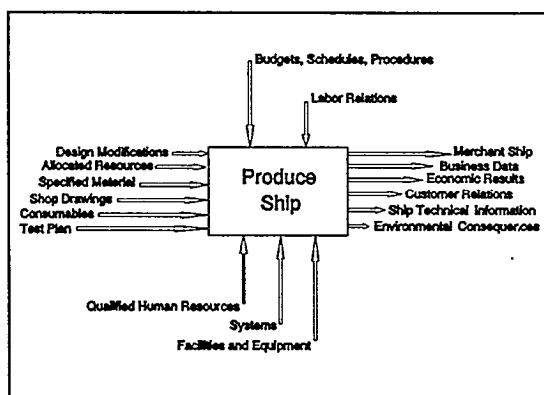 Budgets, Schedules, Procedures
Labor Relations
Design Modifications
Allocated Resources
Specified Material
Shop Drawings
Consumables
Test Plan
Produce
Ship
Merchant Ship
Business Data
Economic Results
Customer Relations
Ship Technical Information
Environmental Consequences
Qualified Human Resources
Systems
Facilities and Equipment